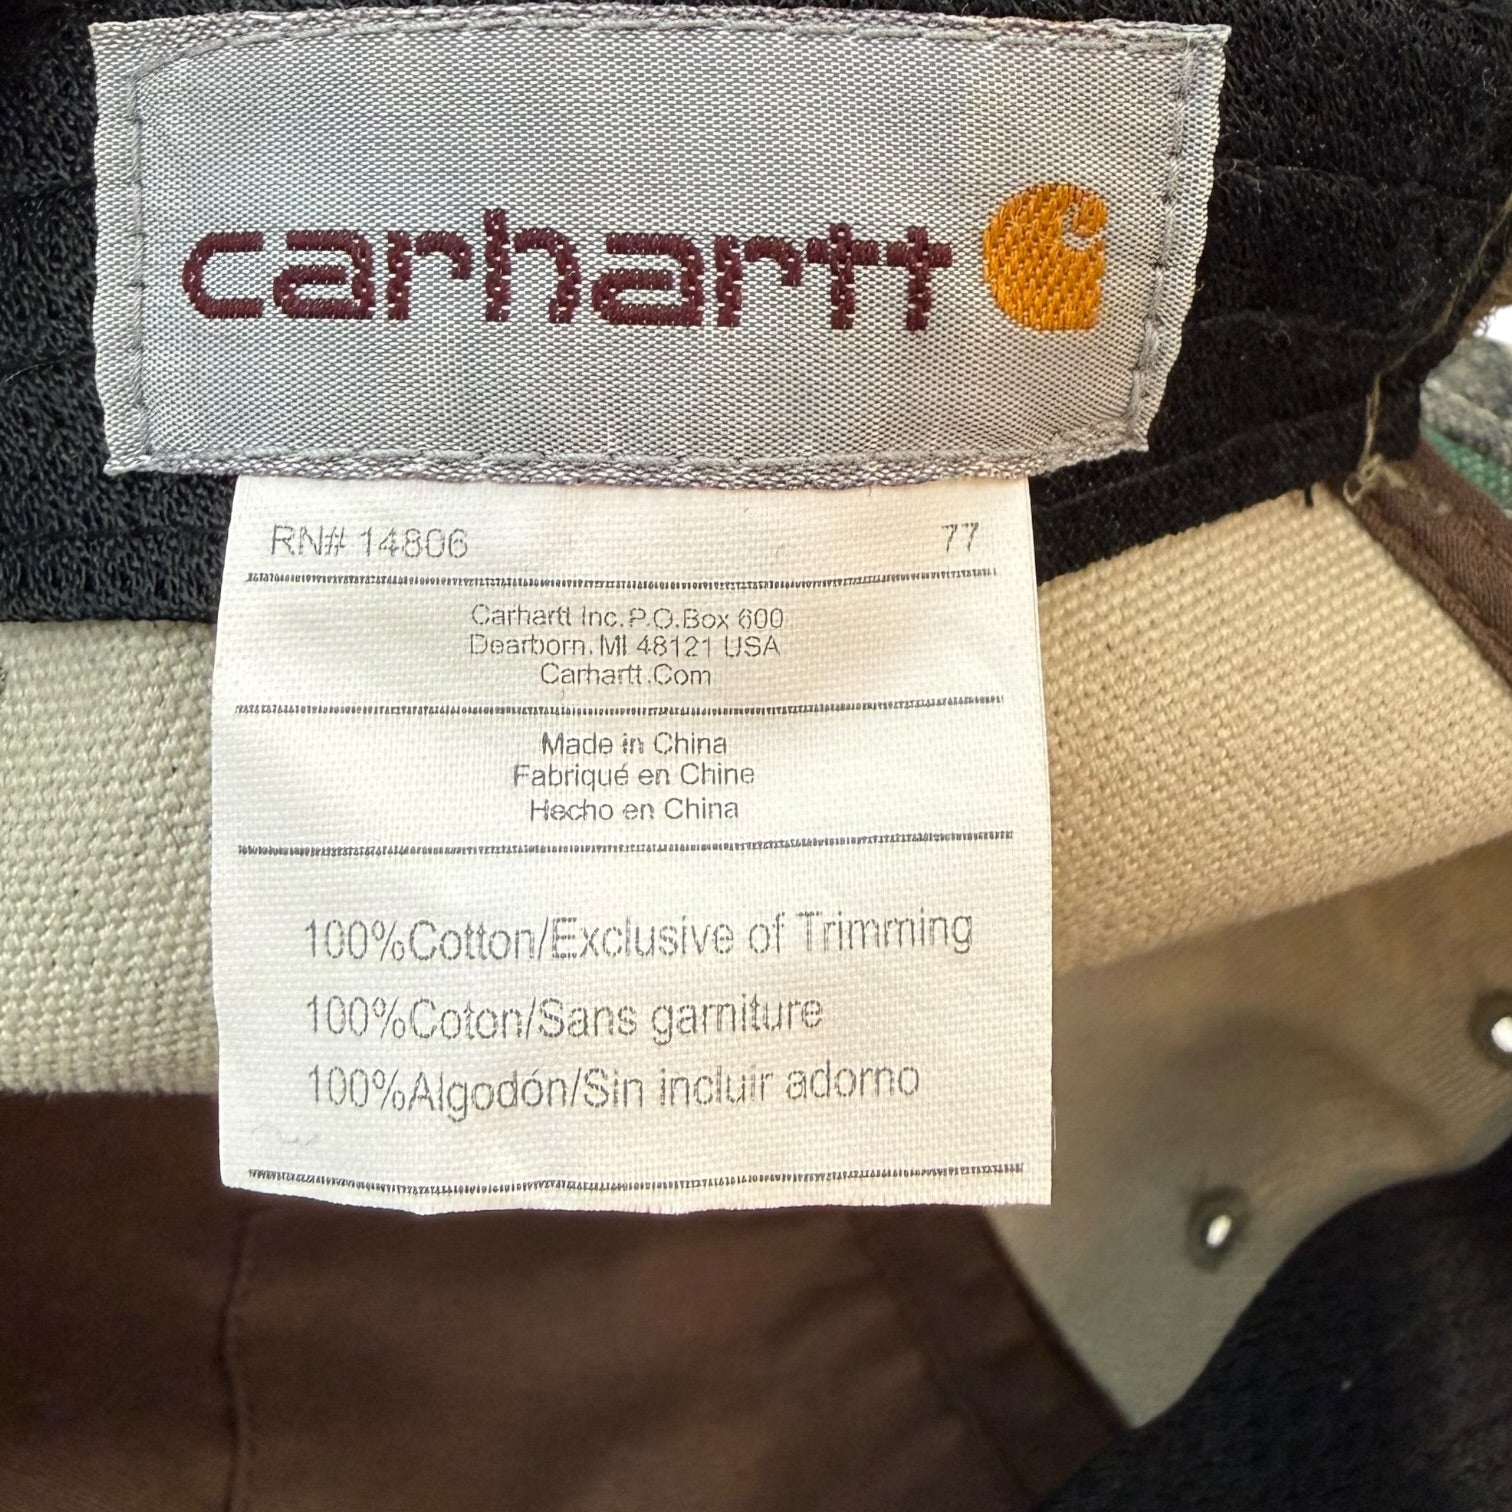 carhartt
RN# 14806 77
Carhartt Inc. P.O.Box 600
Dearborn, MI 48121 USA
Carhartt.Com
Made in China
Fabriqué en Chine
Hecho en China
100%Cotton/Exclusive of Trimming
100%Coton/Sans garniture
100%Algodón/Sin incluir adorno